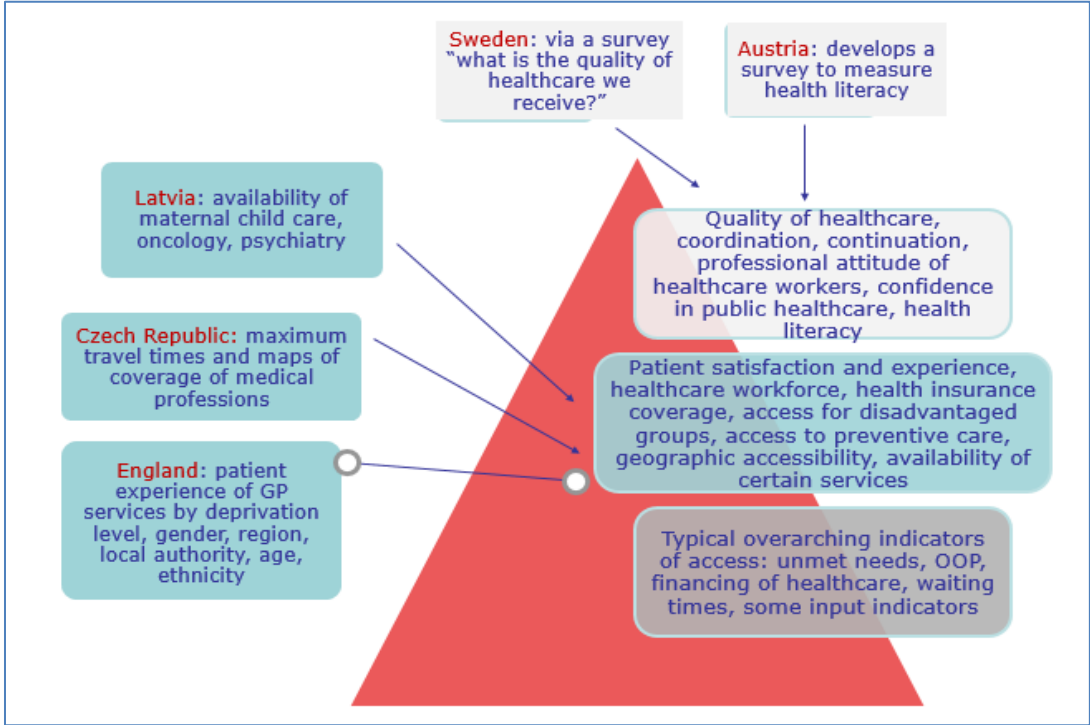 Sweden: via a survey
“what is the quality of
healthcare we
receive?”
Austria: develops a
survey to measure
health literacy
Latvia: availability of
maternal child care,
oncology, psychiatry
Quality of healthcare,
coordination, continuation,
professional attitude of
healthcare workers, confidence
in public healthcare, health
literacy
Czech Republic: maximum
travel times and maps of
coverage of medical
professions
Patient satisfaction and experience,
healthcare workforce, health insurance
coverage, access for disadvantaged
groups, access to preventive care,
geographic accessibility, availability of
certain services
England: patient
experience of GP
services by deprivation
level, gender, region,
local authority, age,
ethnicity
Typical overarching indicators
of access: unmet needs, OOP,
financing of healthcare, waiting
times, some input indicators